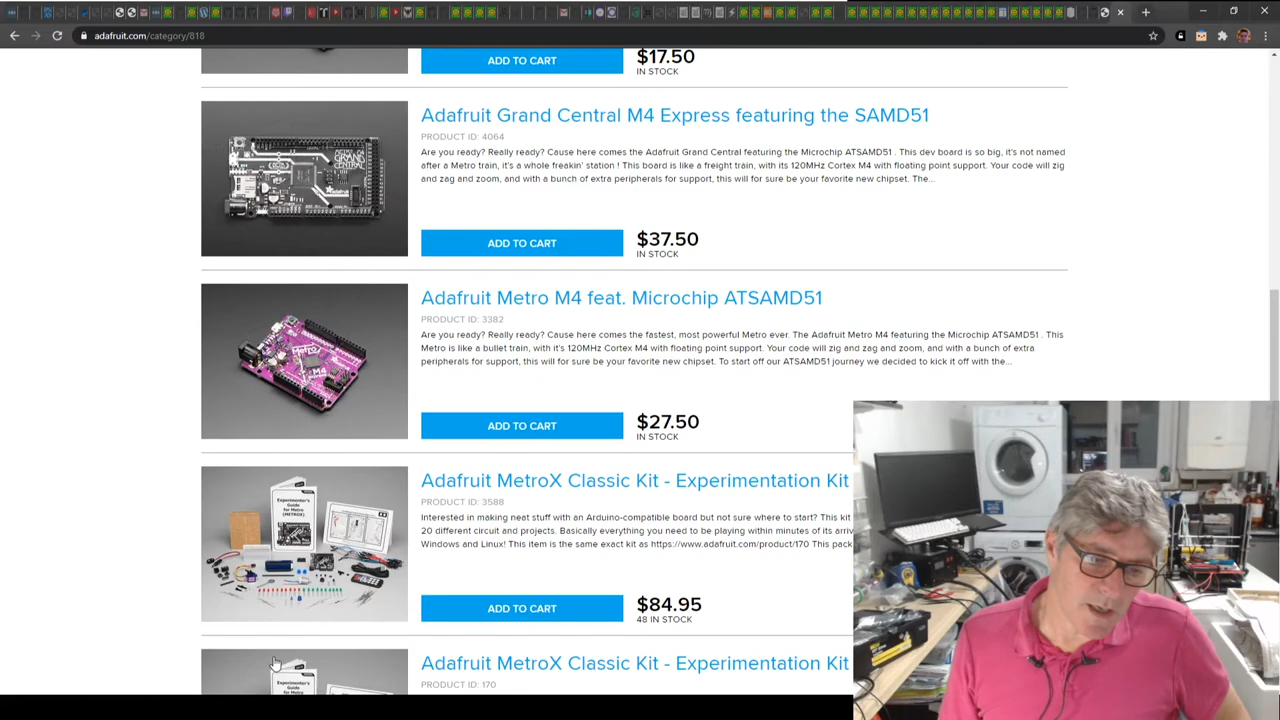 adafruit.com/category/818
ADD TO CART
$17.50
IN STOCK
Adafruit Grand Central M4 Express featuring the SAMD51
PRODUCT ID: 4064
Are you ready? Really ready? Cause here comes the Adafruit Grand Central featuring the Microchip ATSAMD51 . This dev board is so big, it's not named
after a Metro train, it's a whole freakin' station ! This board is like a freight train, with its 120MHz Cortex M4 with floating point support. Your code will zig
and zag and zoom, and with a bunch of extra peripherals for support, this will for sure be your favorite new chipset. The...
ADD TO CART
$37.50
IN STOCK
Adafruit Metro M4 feat. Microchip ATSAMD51
PRODUCT ID: 3382
Are you ready? Really ready? Cause here comes the fastest, most powerful Metro ever. The Adafruit Metro M4 featuring the Microchip ATSAMD51 . This
Metro is like a bullet train, with it's 120MHz Cortex M4 with floating point support. Your code will zig and zag and zoom, and with a bunch of extra
peripherals for support, this will for sure be your favorite new chipset. To start off our ATSAMD51 journey we decided to kick it off with the...
ADD TO CART
$27.50
IN STOCK
Experimenter's
Guide for
Metro
(METROX)
Adafruit MetroX Classic Kit - Experimentation Kit
PRODUCT ID: 3588
Interested in making neat stuff with an Arduino-compatible board but not sure where to start? This kit
20 different circuit and projects. Basically everything you need to be playing within minutes of its arriv
Windows and Linux! This item is the same exact kit as https://www.adafruit.com/product/170 This pack
ADD TO CART
$84.95
48 IN STOCK
Experimenter's
Guide for
Metro
Adafruit MetroX Classic Kit - Experimentation Kit
PRODUCT ID: 170